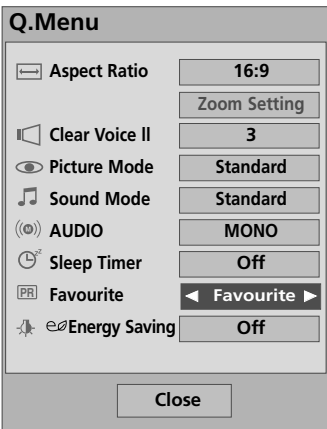 Q.Menu
Aspect Ratio 16:9
Zoom Setting
Clear Voice ll 3
Picture Mode Standard
Sound Mode Standard
((M)) AUDIO MONO
zz Sleep Timer Off
PR Favourite ◄ Favourite ►
Energy Saving Off
Close